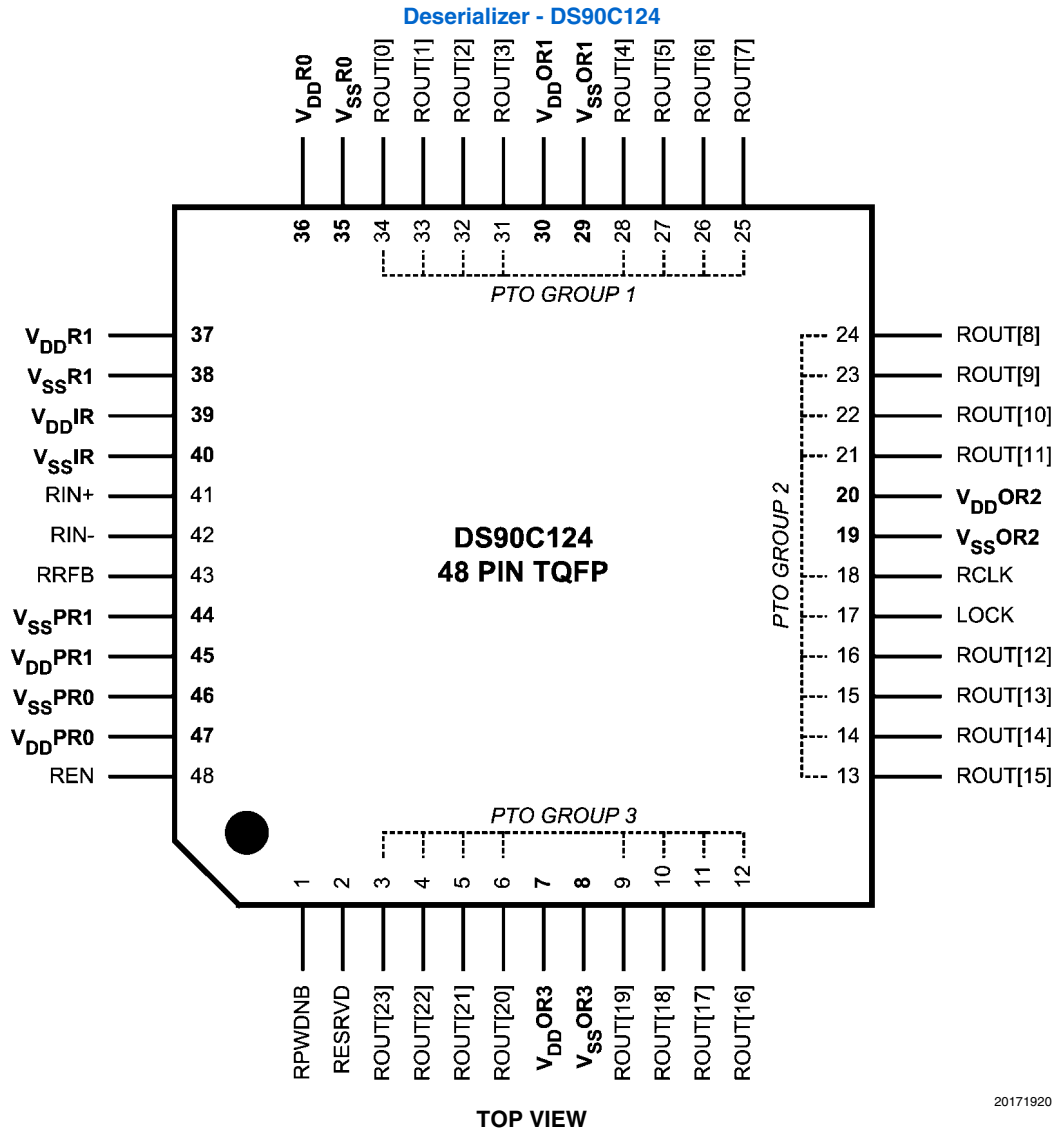 Deserializer - DS90C124
VDDR0
VSSR0
ROUT[0]
ROUT[1]
ROUT[2]
ROUT[3]
VDDOR1
VSSOR1
ROUT[4]
ROUT[5]
ROUT[6]
ROUT[7]
36
35
34
33
32
31
30
29
28
27
26
25
PTO GROUP 1
VDDR1 37
VSSR1 38
VDDIR 39
VSSIR 40
RIN+ 41
RIN- 42
RRFB 43
VSSPR1 44
VDDPR1 45
VSSPR0 46
VDDPR0 47
REN 48
DS90C124
48 PIN TQFP
PTO GROUP 2
24 ROUT[8]
23 ROUT[9]
22 ROUT[10]
21 ROUT[11]
20 VDDOR2
19 VSSOR2
18 RCLK
17 LOCK
16 ROUT[12]
15 ROUT[13]
14 ROUT[14]
13 ROUT[15]
PTO GROUP 3
1
2
3
4
5
6
7
8
9
10
11
12
RPWDNB
RESRVD
ROUT[23]
ROUT[22]
ROUT[21]
ROUT[20]
VDDOR3
VSSOR3
ROUT[19]
ROUT[18]
ROUT[17]
ROUT[16]
20171920
TOP VIEW